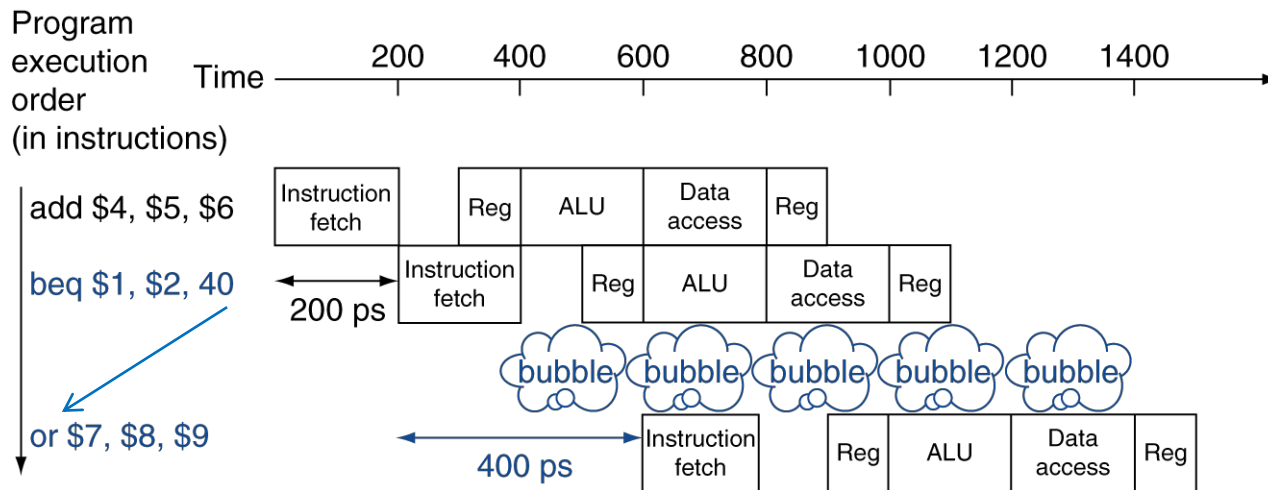 Program
execution
order
(in instructions)
Time
200 400 600 800 1000 1200 1400
add $4, $5, $6
Instruction
fetch
Reg
ALU
Data
access
Reg
beq $1, $2, 40
200 ps
Instruction
fetch
Reg
ALU
Data
access
Reg
bubble bubble bubble bubble bubble
or $7, $8, $9
400 ps
Instruction
fetch
Reg
ALU
Data
access
Reg